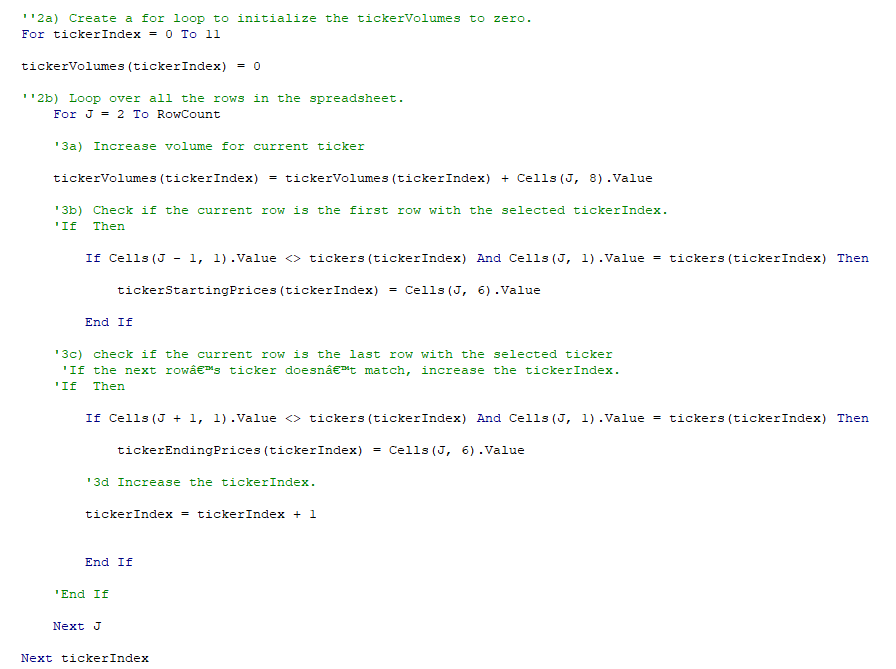 ''2a) Create a for loop to initialize the tickerVolumes to zero.
For tickerIndex = 0 To 11
tickerVolumes(tickerIndex) = 0
''2b) Loop over all the rows in the spreadsheet.
For J = 2 To RowCount
'3a) Increase volume for current ticker
tickerVolumes(tickerIndex) = tickerVolumes(tickerIndex) + Cells(J, 8).Value
'3b) Check if the current row is the first row with the selected tickerIndex.
'If  Then
If Cells(J - 1, 1).Value <> tickers(tickerIndex) And Cells(J, 1).Value = tickers(tickerIndex) Then
tickerStartingPrices(tickerIndex) = Cells(J, 6).Value
End If
'3c) check if the current row is the last row with the selected ticker
'If the next rowâ€™s ticker doesnâ€™t match, increase the tickerIndex.
'If  Then
If Cells(J + 1, 1).Value <> tickers(tickerIndex) And Cells(J, 1).Value = tickers(tickerIndex) Then
tickerEndingPrices(tickerIndex) = Cells(J, 6).Value
'3d Increase the tickerIndex.
tickerIndex = tickerIndex + 1
End If
'End If
Next J
Next tickerIndex